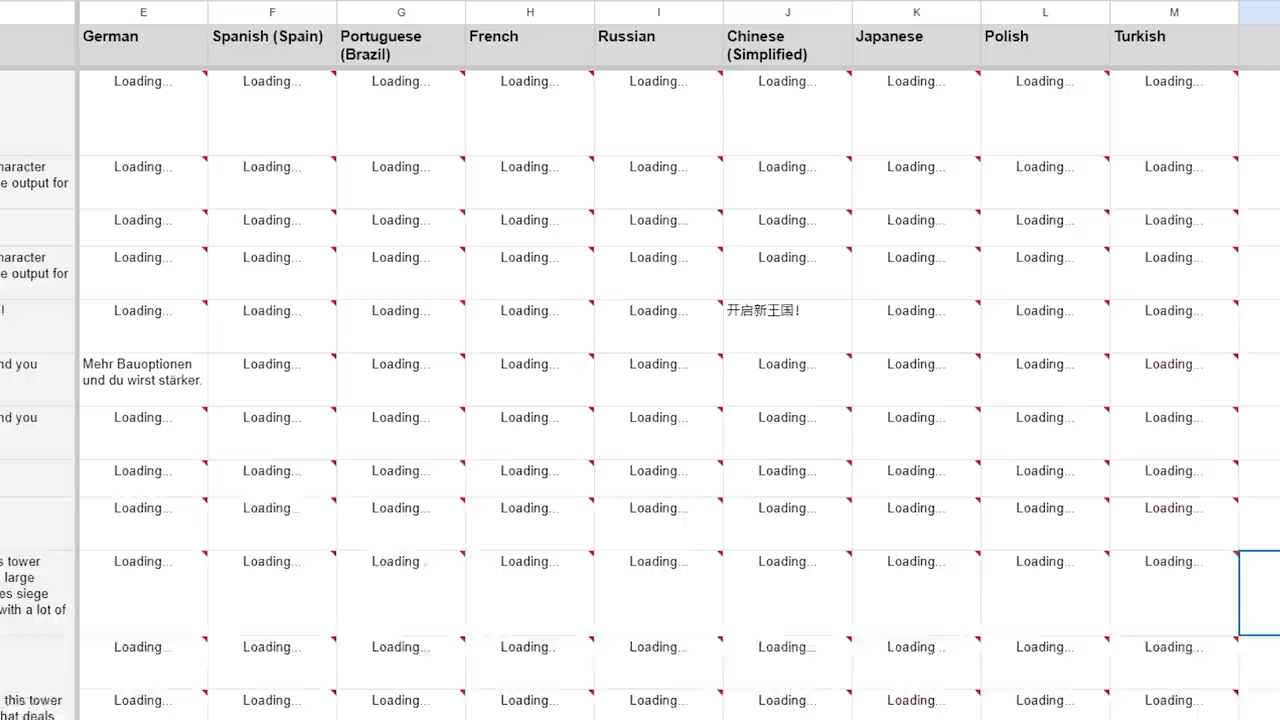 E F G H I J K L M
German Spanish (Spain) Portuguese (Brazil) French Russian Chinese (Simplified) Japanese Polish Turkish
Loading... Loading... Loading... Loading... Loading... Loading... Loading... Loading... Loading...
haracter
e output for
Loading... Loading... Loading... Loading... Loading... Loading... Loading... Loading... Loading...
Loading... Loading... Loading... Loading... Loading... Loading... Loading... Loading... Loading...
haracter
e output for
Loading... Loading... Loading... Loading... Loading... Loading... Loading... Loading... Loading...
! Loading... Loading... Loading... Loading... Loading... 开启新王国! Loading... Loading... Loading...
nd you
Mehr Bauoptionen
und du wirst stärker.
Loading... Loading... Loading... Loading... Loading... Loading... Loading... Loading...
nd you Loading... Loading... Loading... Loading... Loading... Loading... Loading... Loading... Loading...
Loading... Loading... Loading... Loading... Loading... Loading... Loading... Loading... Loading...
Loading... Loading... Loading... Loading... Loading... Loading... Loading... Loading... Loading...
s tower
large
es siege
with a lot of
Loading... Loading... Loading... Loading... Loading... Loading... Loading... Loading... Loading...
Loading... Loading... Loading... Loading... Loading... Loading... Loading... Loading... Loading...
this tower
hat deals
Loading... Loading... Loading... Loading... Loading... Loading... Loading... Loading... Loading...